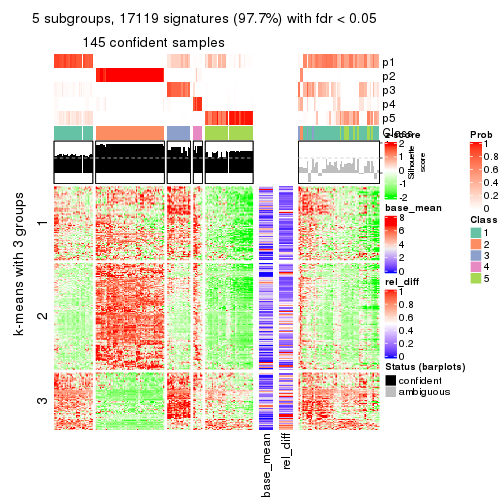 5 subgroups, 17119 signatures (97.7%) with fdr < 0.05
145 confident samples
p1
p2
p3
p4
p5
Class
Silhouette
score
k-means with 3 groups
1
2
3
base_mean
rel_diff
z-score
2
1
0
-1
-2
base_mean
8
6
4
2
0
rel_diff
1
0.8
0.6
0.4
0.2
0
Status (barplots)
confident
ambiguous
Prob
1
0.8
0.6
0.4
0.2
0
Class
1
2
3
4
5